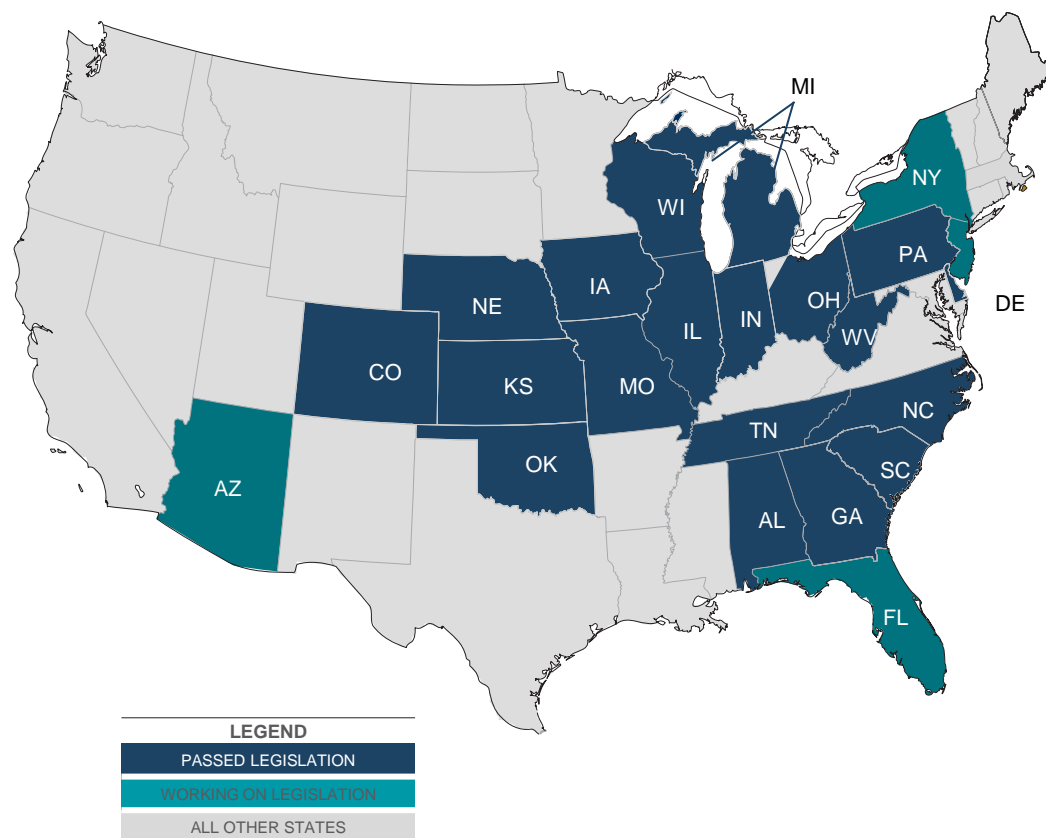 MI
NY
WI
PA
IA
OH
DE
NE
IL
IN
WV
CO
KS
MO
NC
TN
OK
SC
AZ
AL
GA
FL
LEGEND
PASSED LEGISLATION
WORKING ON LEGISLATION
ALL OTHER STATES